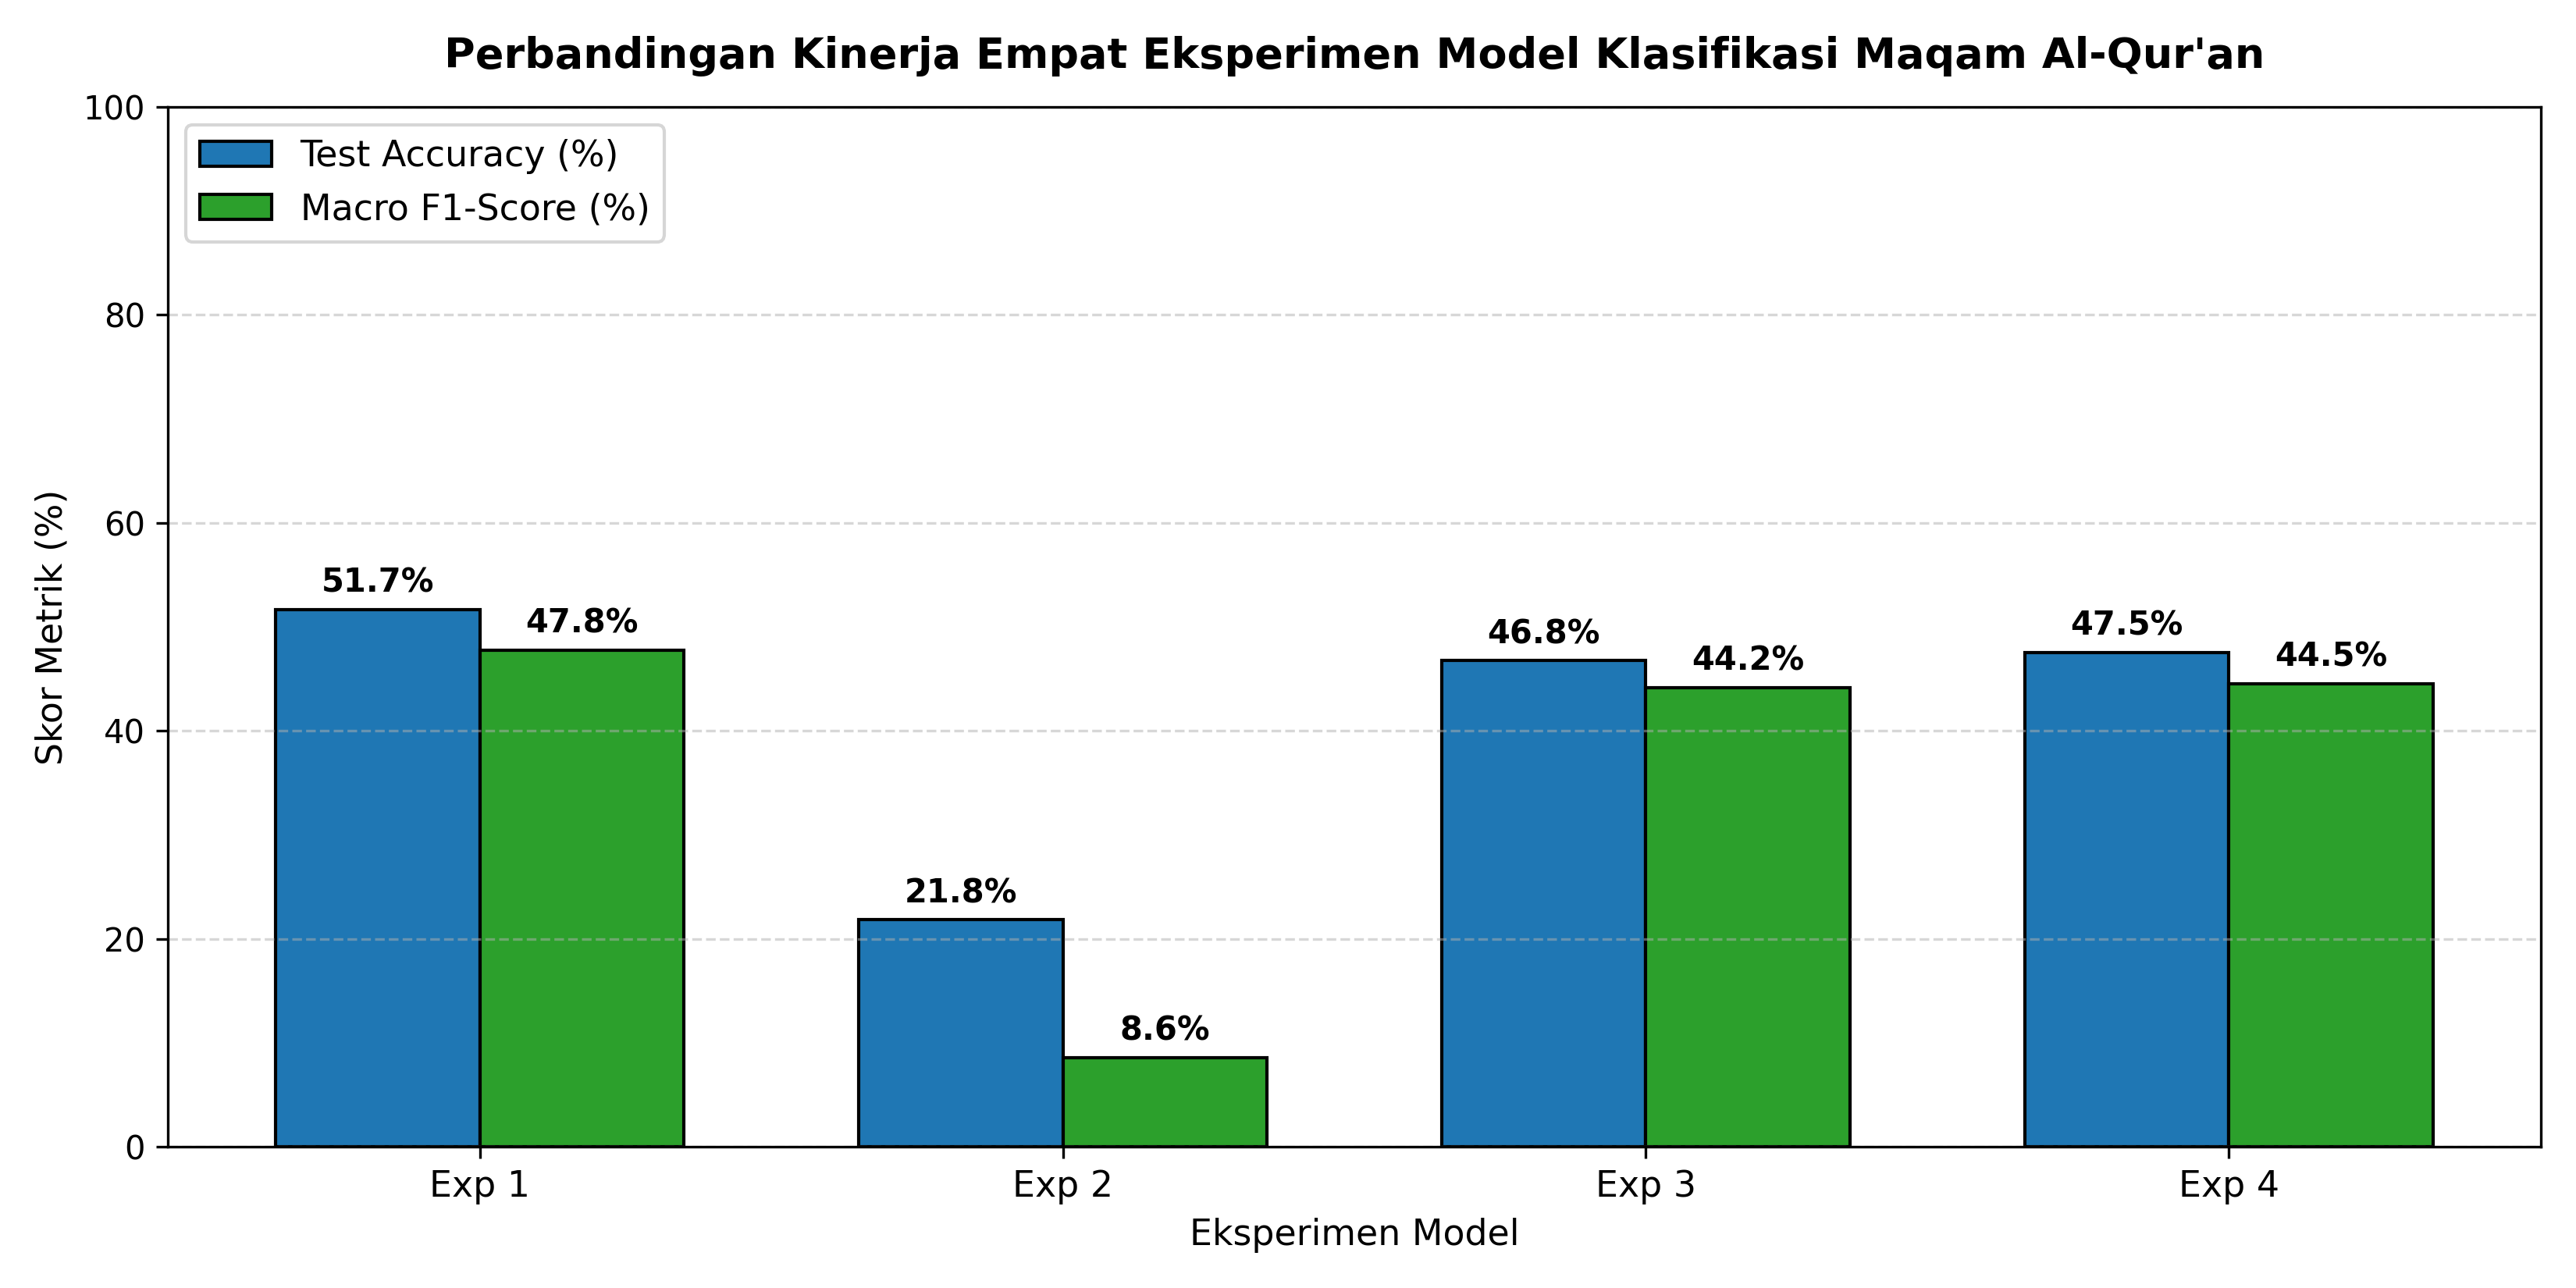 Perbandingan Kinerja Empat Eksperimen Model Klasifikasi Maqam Al-Qur'an
100
80
60
40
20
0
Skor Metrik (%)
Test Accuracy (%)
Macro F1-Score (%)
51.7%
47.8%
21.8%
8.6%
46.8%
44.2%
47.5%
44.5%
Exp 1
Exp 2
Exp 3
Exp 4
Eksperimen Model